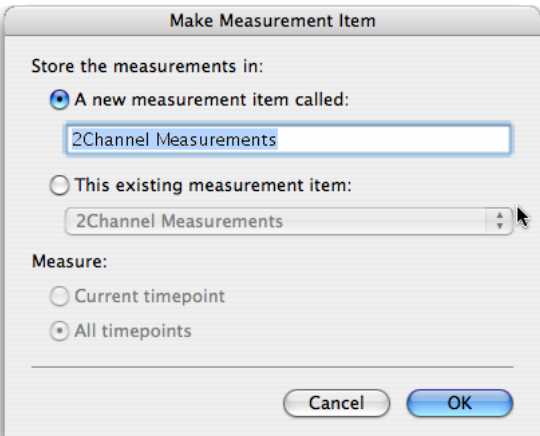 Make Measurement Item
Store the measurements in:
A new measurement item called:
2Channel Measurements
This existing measurement item:
2Channel Measurements
Measure:
Current timepoint
All timepoints
Cancel OK